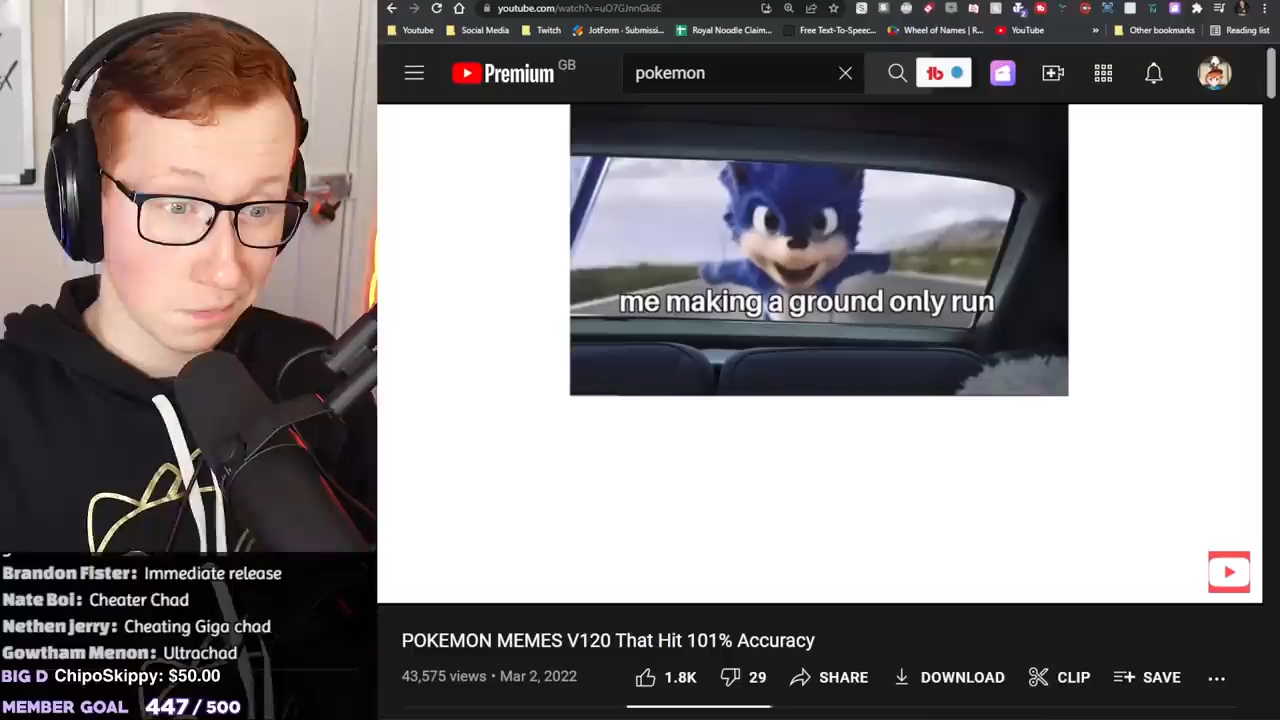 youtube.com/watch?v=uO7GJnnGk6E
Youtube
Social Media
Twitch
JotForm - Submissi...
Royal Noodle Claim...
Free Text-To-Speec...
Wheel of Names | R...
YouTube
»
Other bookmarks
Reading list
Premium GB
pokemon
me making a ground only run
POKEMON MEMES V120 That Hit 101% Accuracy
43,575 views • Mar 2, 2022
1.8K
29
SHARE
DOWNLOAD
CLIP
SAVE
...
Brandon Fister: Immediate release
Nate Boi: Cheater Chad
Nethen jerry: Cheating Giga chad
Gowtham Menon: Ultrachad
BIG D ChipoSkippy: $50.00
MEMBER GOAL 447 / 500